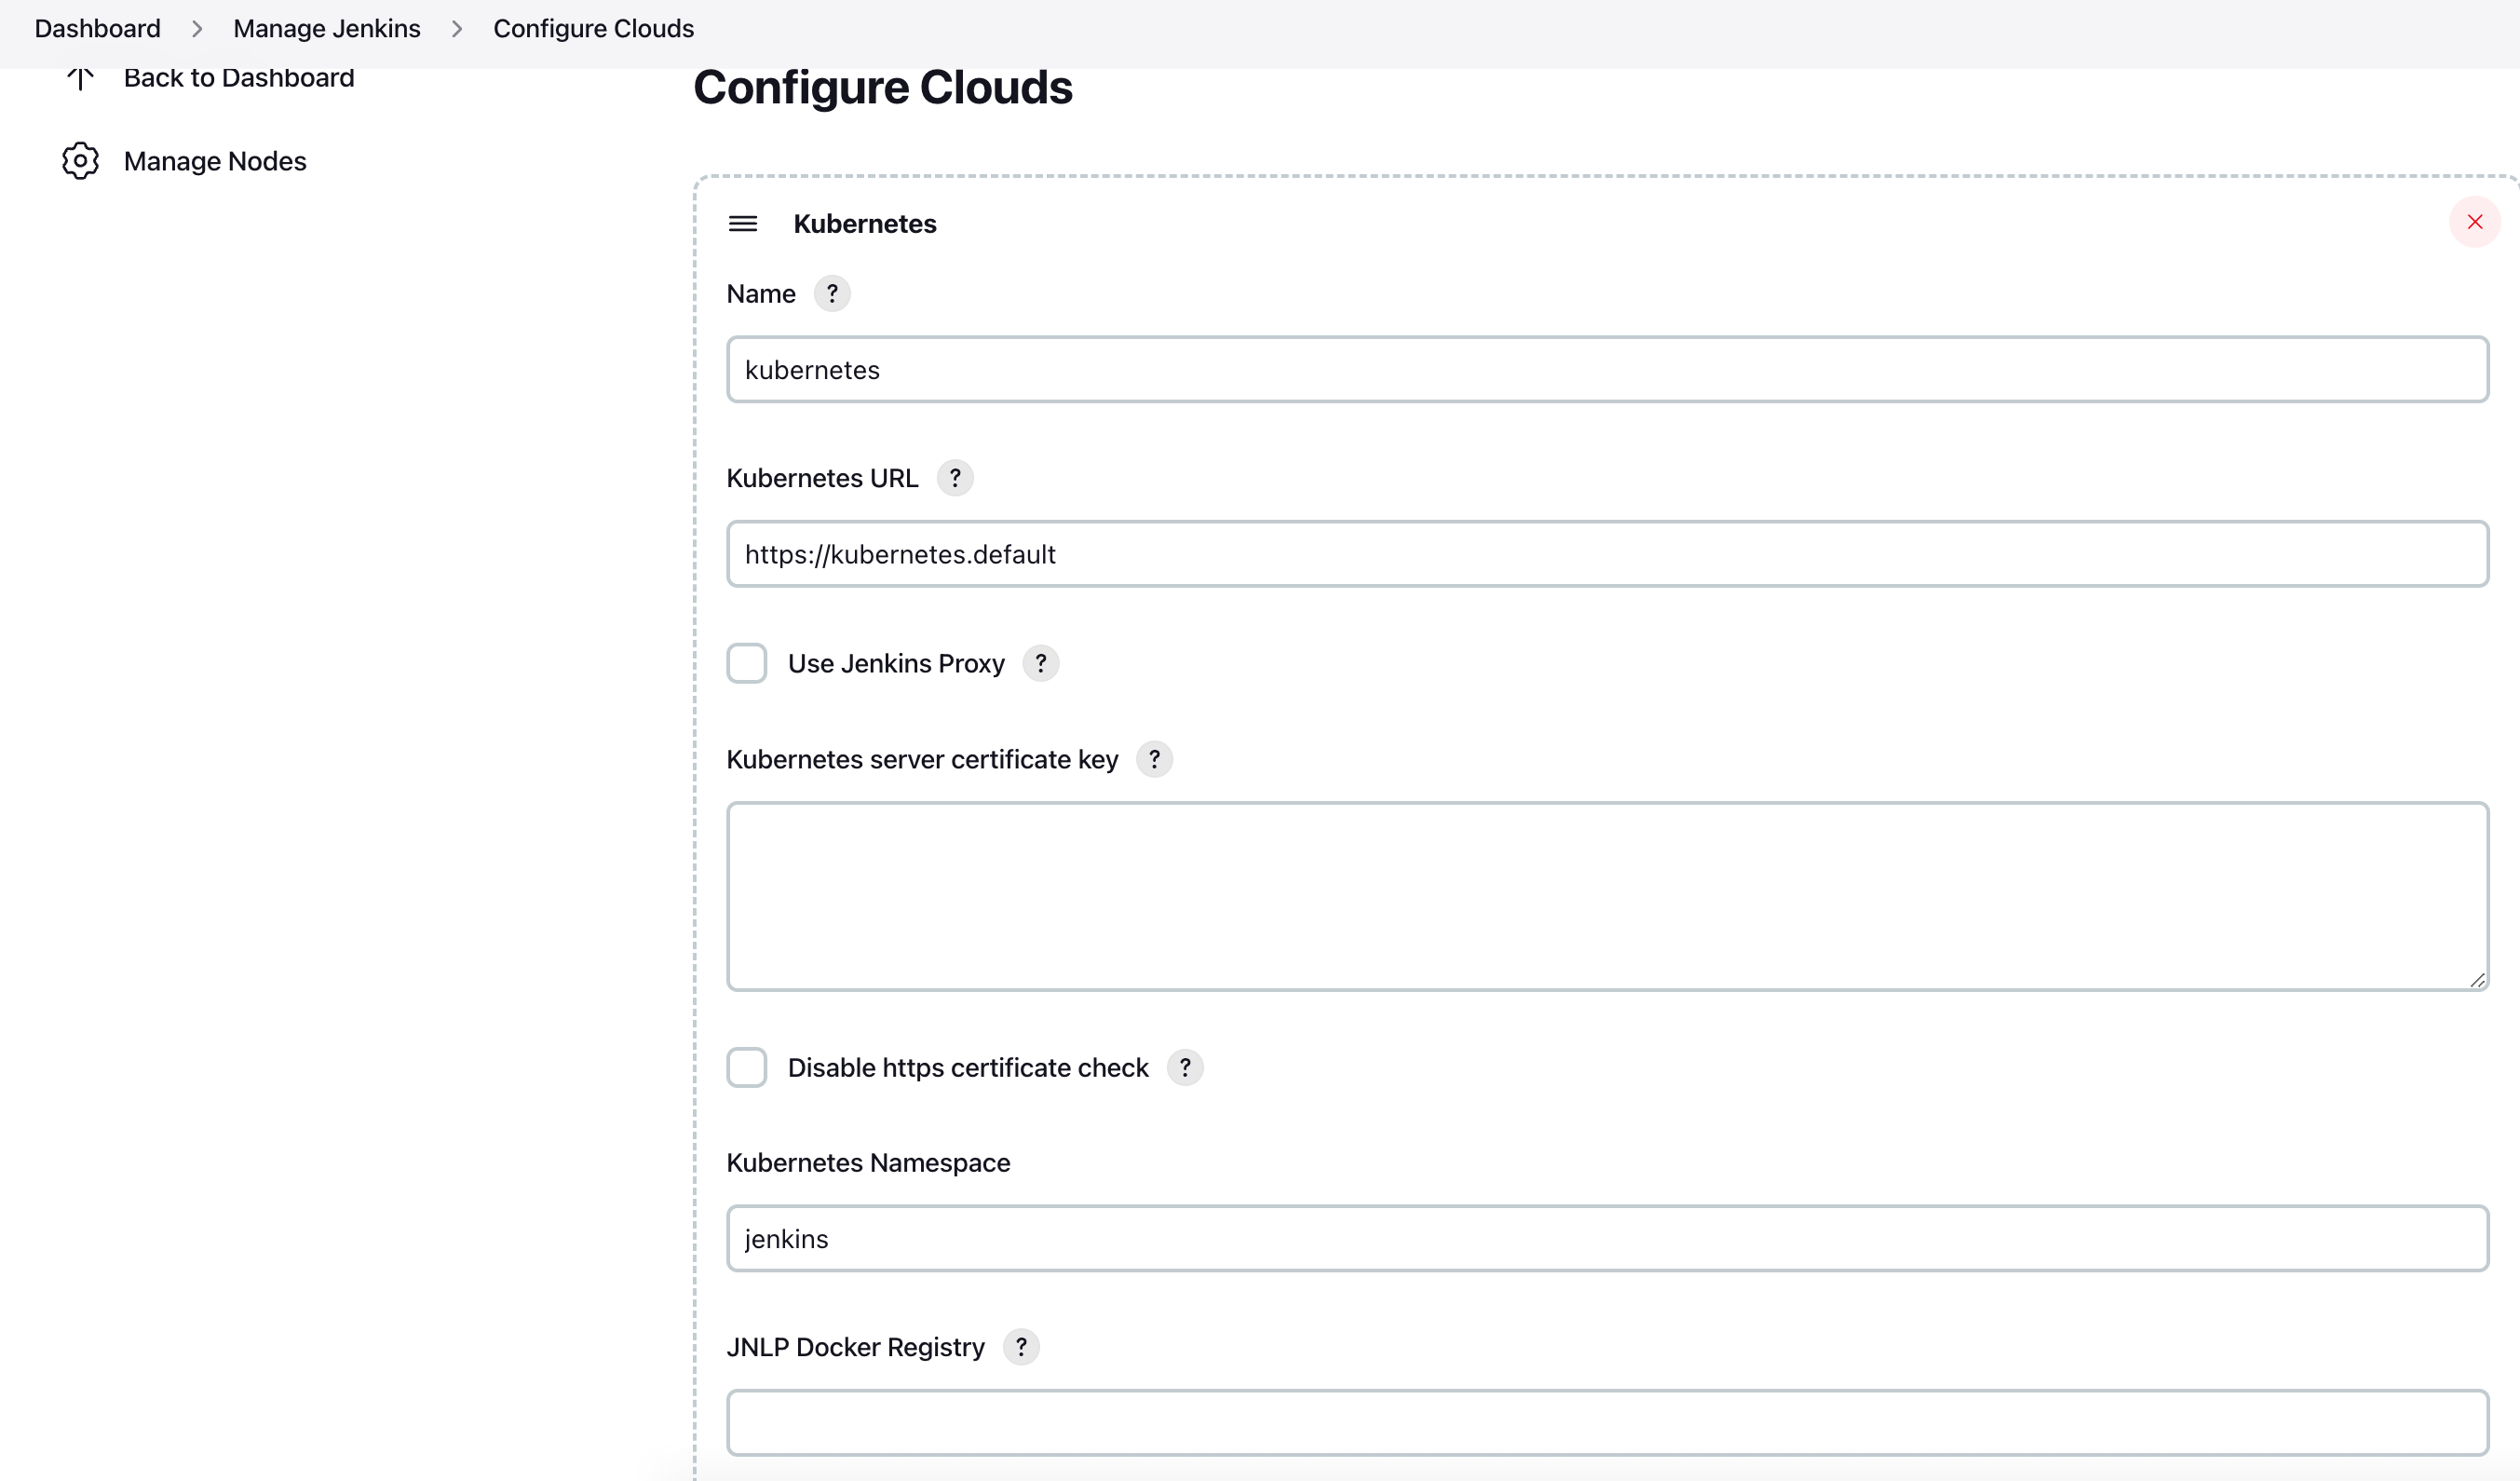 Dashboard > Manage Jenkins > Configure Clouds
Back to Dashboard
Manage Nodes
Configure Clouds
Kubernetes
Name ?
kubernetes
Kubernetes URL ?
https://kubernetes.default
Use Jenkins Proxy ?
Kubernetes server certificate key ?
Disable https certificate check ?
Kubernetes Namespace
jenkins
JNLP Docker Registry ?